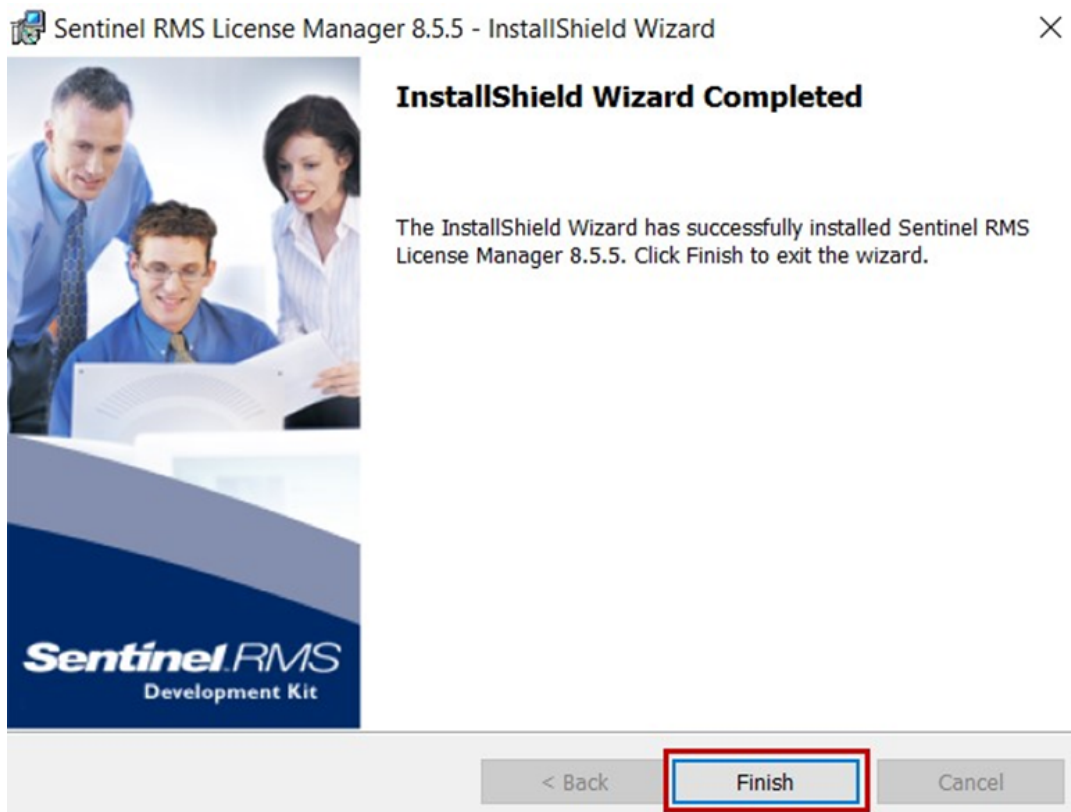 Sentinel RMS License Manager 8.5.5 - InstallShield Wizard
InstallShield Wizard Completed
The InstallShield Wizard has successfully installed Sentinel RMS
License Manager 8.5.5. Click Finish to exit the wizard.
Sentinel RMS
Development Kit
< Back
Finish
Cancel